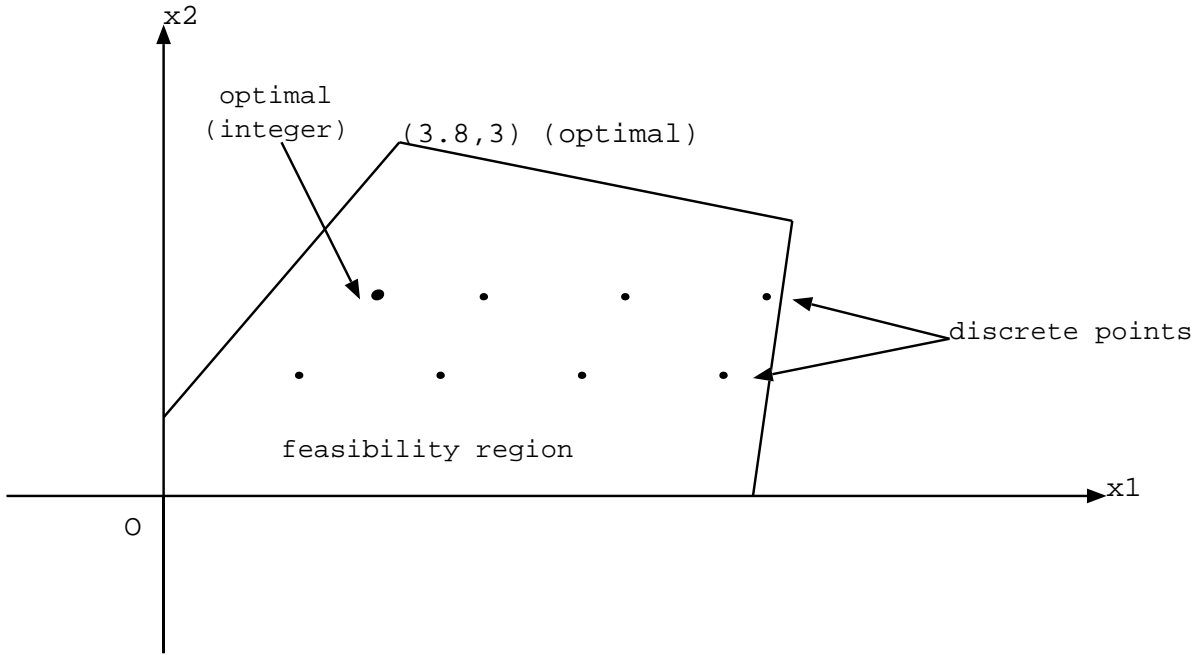 x2
optimal
(integer)
(3.8,3) (optimal)
discrete points
feasibility region
x1
O